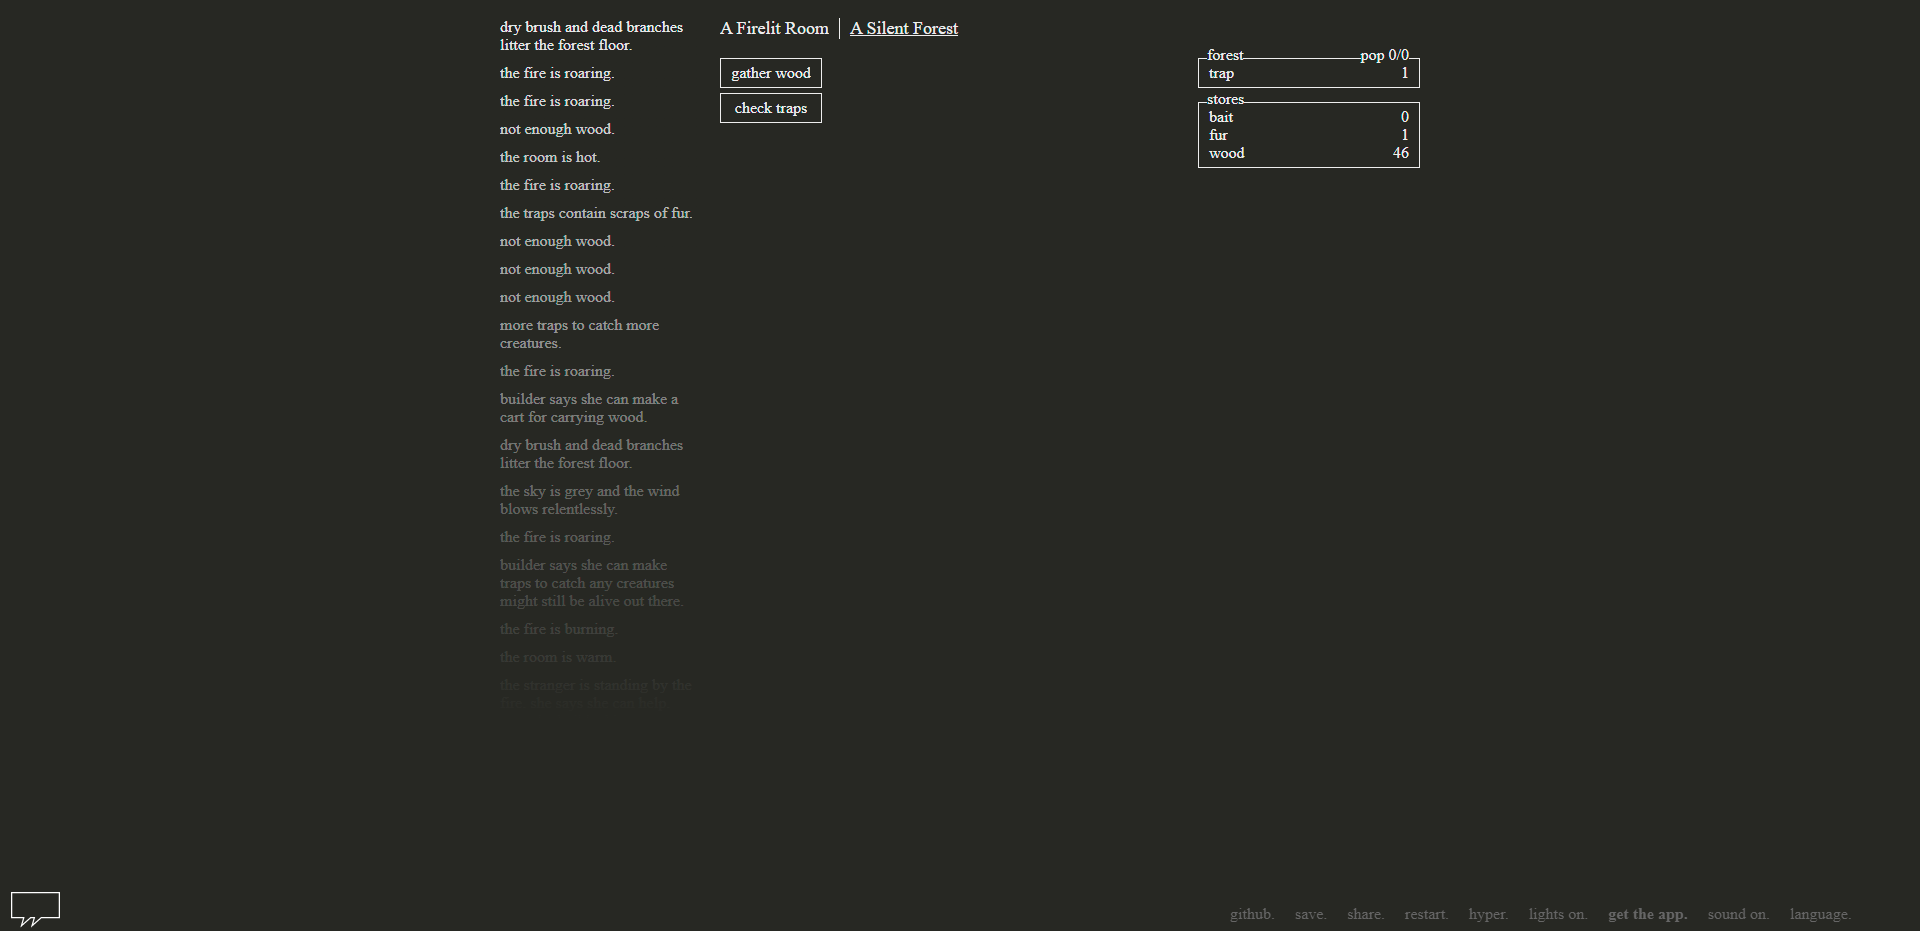 dry brush and dead branches
litter the forest floor.
the fire is roaring.
the fire is roaring.
not enough wood.
the room is hot.
the fire is roaring.
the traps contain scraps of fur.
not enough wood.
not enough wood.
not enough wood.
more traps to catch more
creatures.
the fire is roaring.
builder says she can make a
cart for carrying wood.
dry brush and dead branches
litter the forest floor.
the sky is grey and the wind
blows relentlessly.
the fire is roaring.
builder says she can make
traps to catch any creatures
might still be alive out there.
the fire is burning.
the room is warm.
the stranger is standing by the
A Firelit Room | A Silent Forest
gather wood
check traps
forest pop 0/0
trap 1
stores
bait 0
fur 1
wood 46
github. save. share. restart. hyper. lights on. get the app. sound on. language.